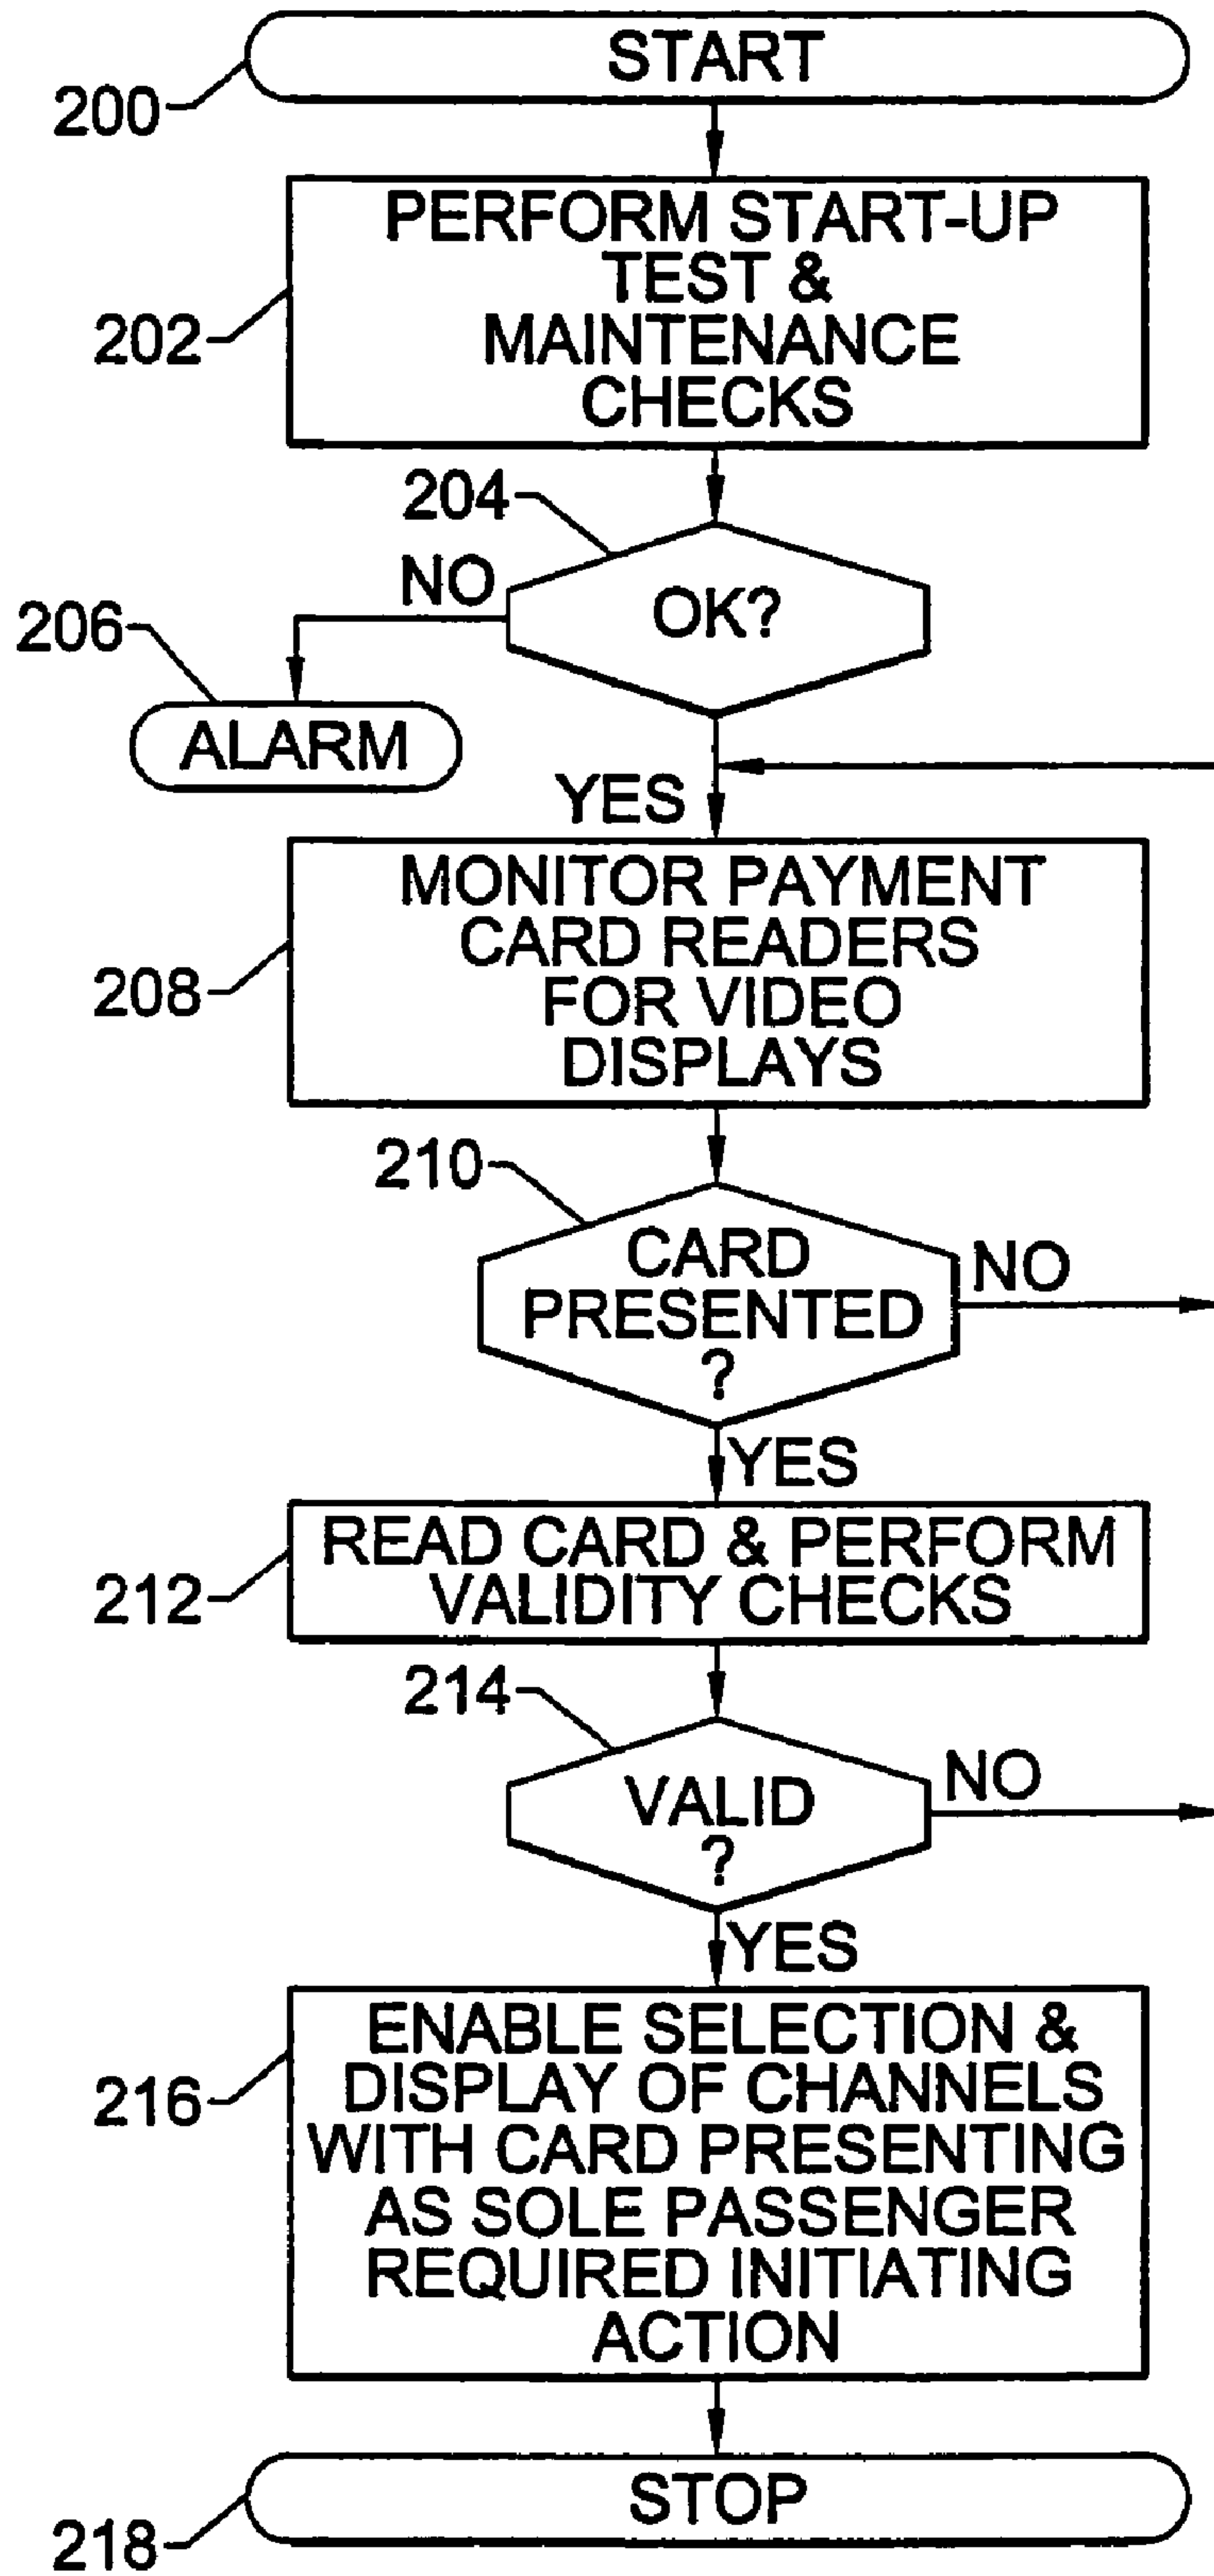 START
200
PERFORM START-UP
TEST &
MAINTENANCE
CHECKS
202
204
NO
OK?
206
ALARM
YES
MONITOR PAYMENT
CARD READERS
FOR VIDEO
DISPLAYS
208
210
CARD
PRESENTED
?
NO
YES
READ CARD & PERFORM
VALIDITY CHECKS
212
214
VALID
?
NO
YES
ENABLE SELECTION &
DISPLAY OF CHANNELS
WITH CARD PRESENTING
AS SOLE PASSENGER
REQUIRED INITIATING
ACTION
216
STOP
218